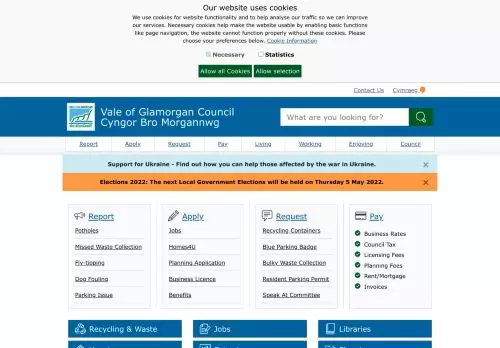 Our website uses cookies
We use cookies for website functionality and to help analyse our traffic so we can improve
our services. Necessary cookies help make the website usable by enabling basic functions
like page navigation, the website cannot function properly without these cookies. Please
choose your preferences below. Cookie Information
Necessary Statistics
Allow all Cookies Allow selection
Contact Us Cymraeg
Vale of Glamorgan Council
Cyngor Bro Morgannwg
What are you looking for?
Report Apply Request Pay Living Working Enjoying Council
Support for Ukraine - Find out how you can help those affected by the war in Ukraine. ×
Elections 2022: The next Local Government Elections will be held on Thursday 5 May 2022. ×
Report
Potholes
Missed Waste Collection
Fly-tipping
Dog Fouling
Parking Issue
Apply
Jobs
Homes4U
Planning Application
Business Licence
Benefits
Request
Recycling Containers
Blue Parking Badge
Bulky Waste Collection
Resident Parking Permit
Speak At Committee
Pay
Business Rates
Council Tax
Licensing Fees
Planning Fees
Rent/Mortgage
Invoices
Recycling & Waste
Jobs
Libraries